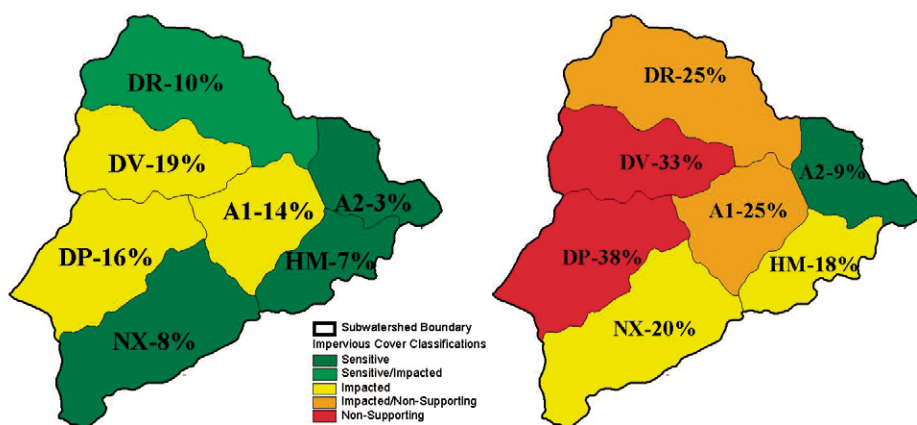 DR-10%
DV-19%
A2-3%
A1-14%
DP-16%
HM-7%
NX-8%
Subwatershed Boundary
Impervious Cover Classifications
Sensitive
Sensitive/Impacted
Impacted
Impacted/Non-Supporting
Non-Supporting
DR-25%
DV-33%
A2-9%
A1-25%
DP-38%
HM-18%
NX-20%